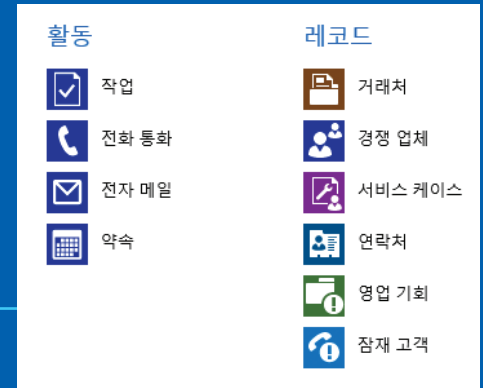 활동
작업
전화 통화
전자 메일
약속
레코드
거래처
경쟁 업체
서비스 케이스
연락처
영업 기회
잠재 고객